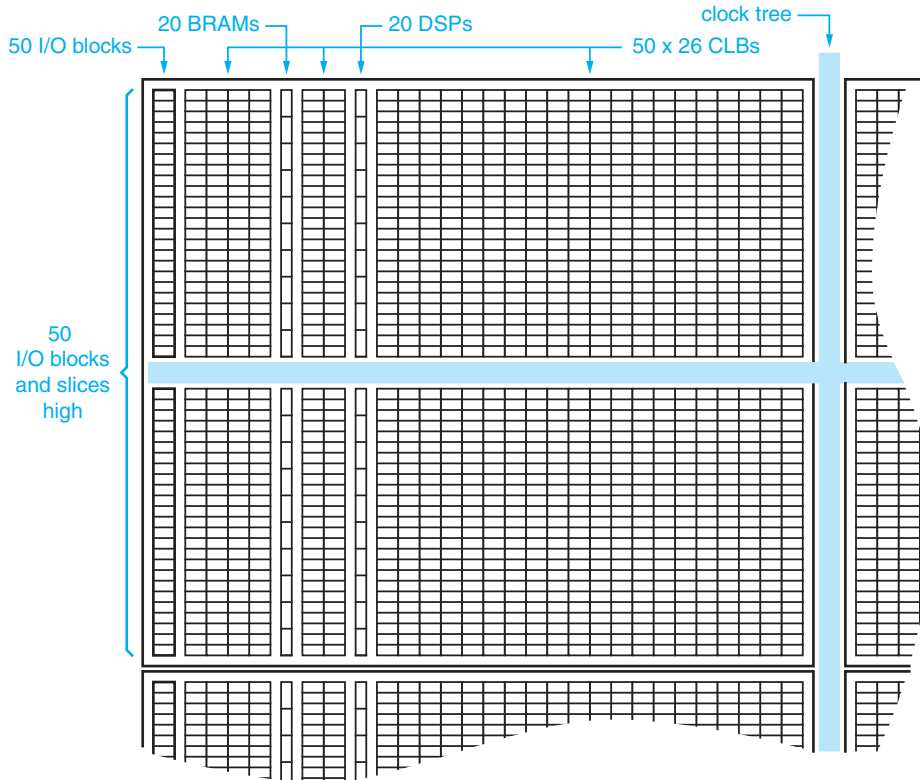 clock tree
20 BRAMs
20 DSPs
50 I/O blocks
50 x 26 CLBs
50
I/O blocks
and slices
high